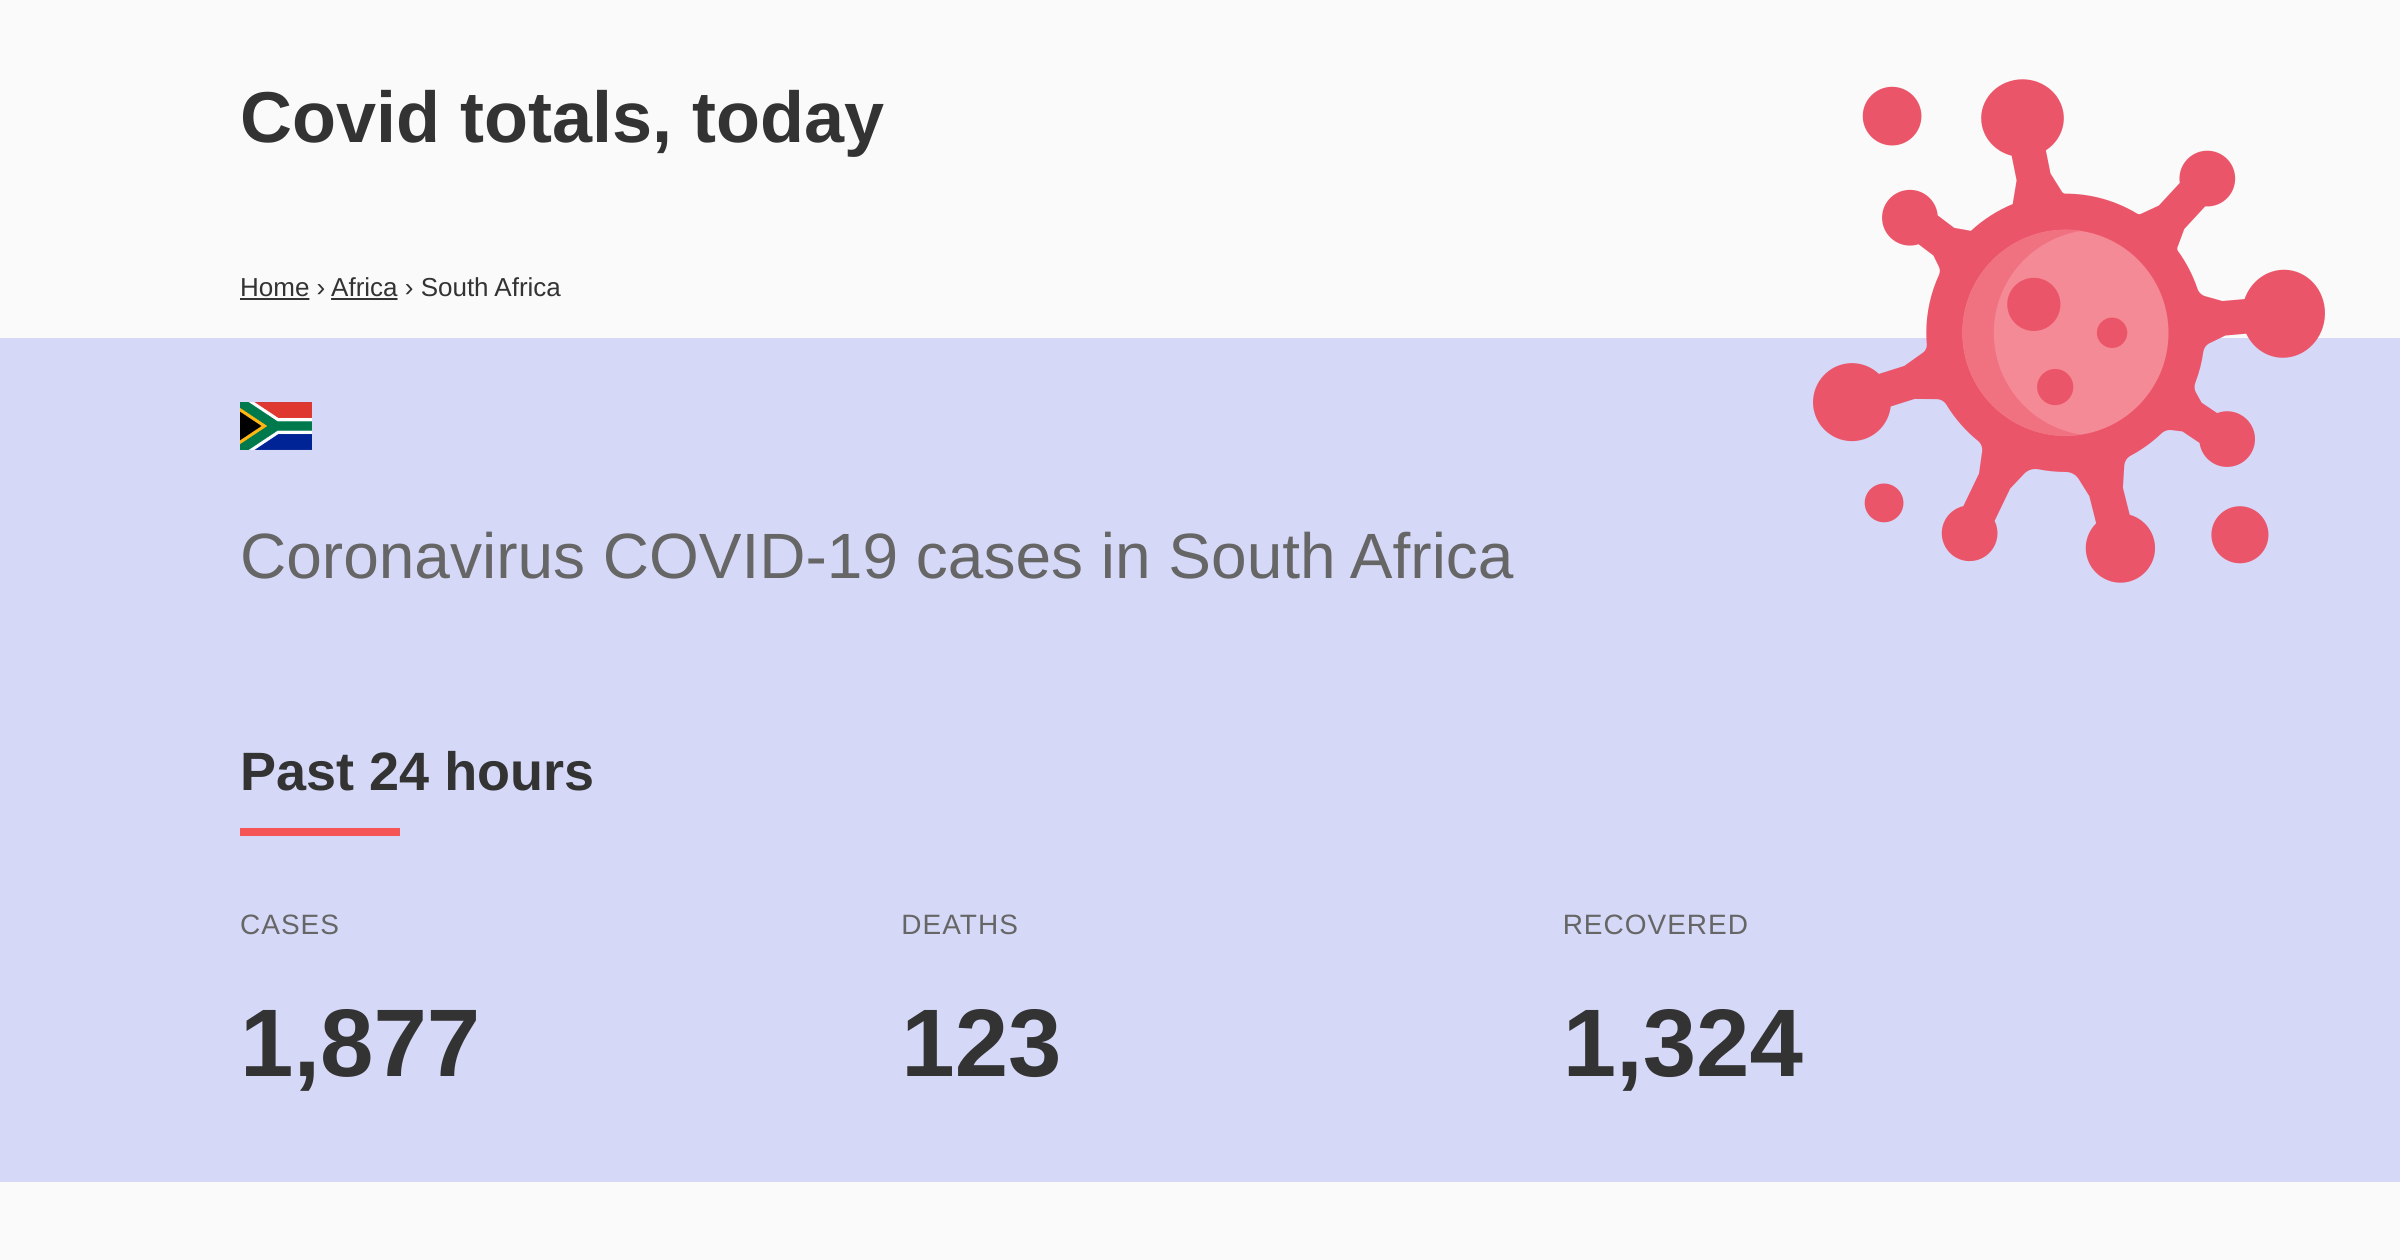 Covid totals, today
Home › Africa › South Africa
Coronavirus COVID-19 cases in South Africa
Past 24 hours
CASES DEATHS RECOVERED
1,877 123 1,324